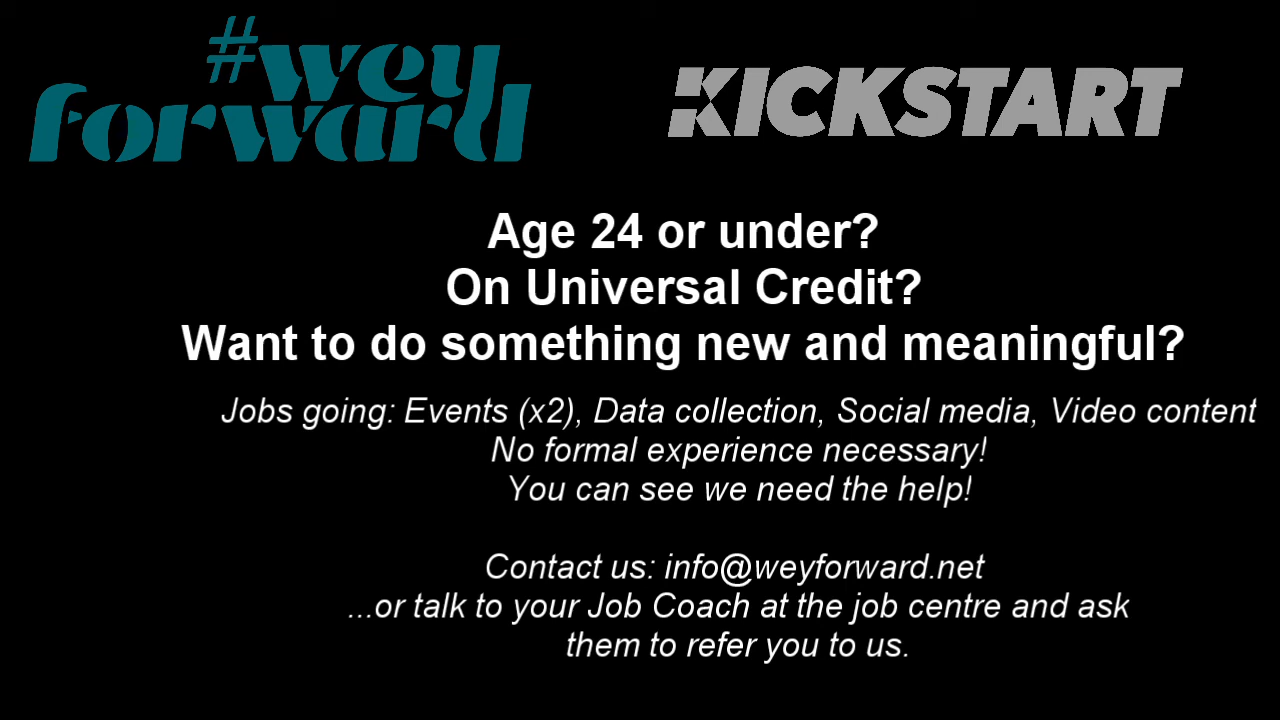 #wey
forward
KICKSTART
Age 24 or under?
On Universal Credit?
Want to do something new and meaningful?
Jobs going: Events (x2), Data collection, Social media, Video content
No formal experience necessary!
You can see we need the help!
Contact us: info@weyforward.net
...or talk to your Job Coach at the job centre and ask
them to refer you to us.